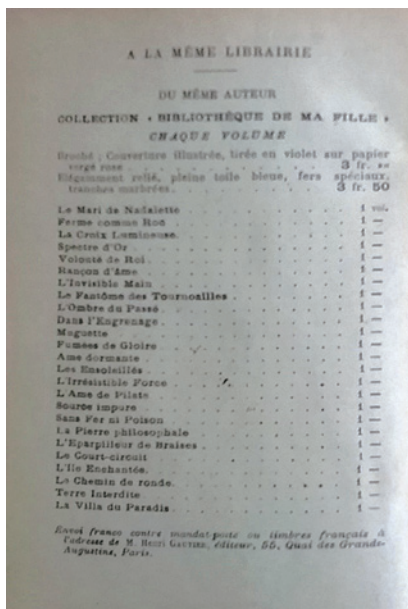 A LA MÊME LIBRAIRIE
DU MÊME AUTEUR
COLLECTION « BIBLIOTHÈQUE DE MA FILLE »
CHAQUE VOLUME
Broché : Couverture illustrée, tirée en violet sur papier
vergé rose . . . . . . . . . . . 3 fr. »»
Élégamment relié, pleine toile bleue, fers spéciaux,
tranches marbrées . . . . . . . . . 3 fr. 50
Le Mari de Nadalette . . . . . . . . . 1 vol.
Ferme comme Roc . . . . . . . . . 1 —
La Croix Lumineuse . . . . . . . . . 1 —
Spectre d'Or . . . . . . . . . 1 —
Volonté de Roi . . . . . . . . . 1 —
Rançon d'âme . . . . . . . . . 1 —
L'Invisible Main . . . . . . . . . 1 —
Le Fantôme des Tournoailles . . . . . . . . . 1 —
L'Ombre du Passé . . . . . . . . . 1 —
Dans l'Engrenage . . . . . . . . . 1 —
Muguette . . . . . . . . . 1 —
Fumées de Gloire . . . . . . . . . 1 —
Ame dormante . . . . . . . . . 1 —
Les Ensoleillés . . . . . . . . . 1 —
L'Irrésistible Force . . . . . . . . . 1 —
L'Ame de Pilate . . . . . . . . . 1 —
Source impure . . . . . . . . . 1 —
Sans Fer ni Poison . . . . . . . . . 1 —
La Pierre philosophale . . . . . . . . . 1 —
L'Eparpilleur de Braises . . . . . . . . . 1 —
Le Court-circuit . . . . . . . . . 1 —
L'Ile Enchantée . . . . . . . . . 1 —
Le Chemin de ronde . . . . . . . . . 1 —
Terre Interdite . . . . . . . . . 1 —
La Villa du Paradis . . . . . . . . . 1 —
Envoi franco contre mandat-poste ou timbres français à
l'adresse de M. Henri Gautier, éditeur, 55, Quai des Grands-
Augustins, Paris.